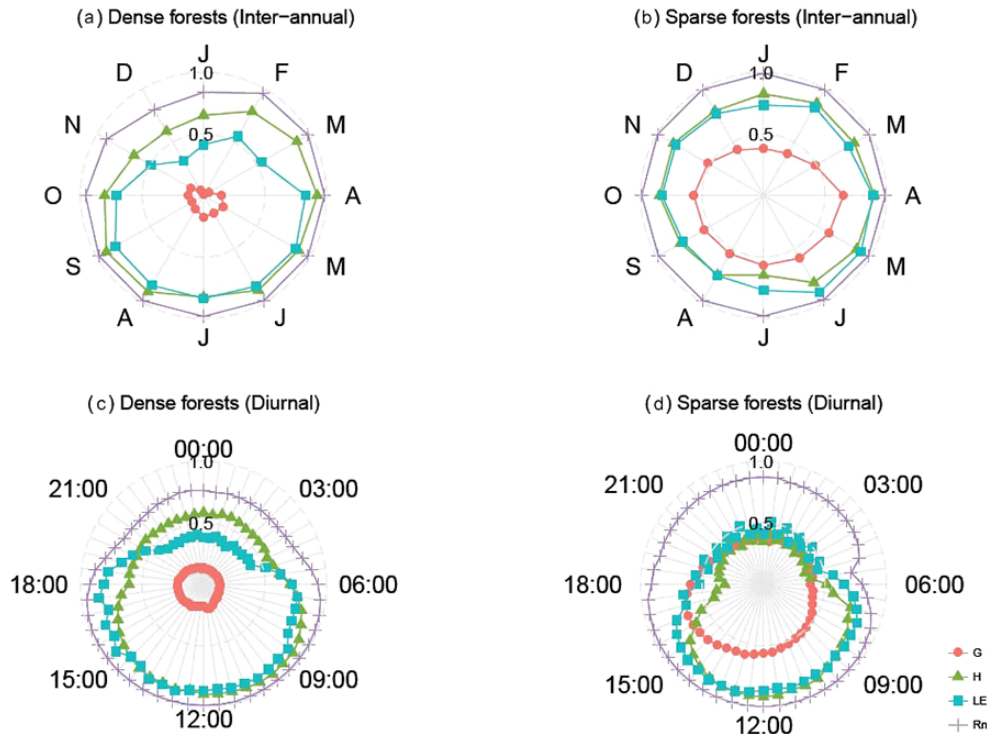 (a) Dense forests (Inter-annual)
(b) Sparse forests (Inter-annual)
J
F
M
A
M
J
J
A
S
O
N
D
1.0
0.5
J
F
M
A
M
J
J
A
S
O
N
D
1.0
0.5
(c) Dense forests (Diurnal)
(d) Sparse forests (Diurnal)
00:00
03:00
06:00
09:00
12:00
15:00
18:00
21:00
1.0
0.5
00:00
03:00
06:00
09:00
12:00
15:00
18:00
21:00
1.0
0.5
G
H
LE
Rn